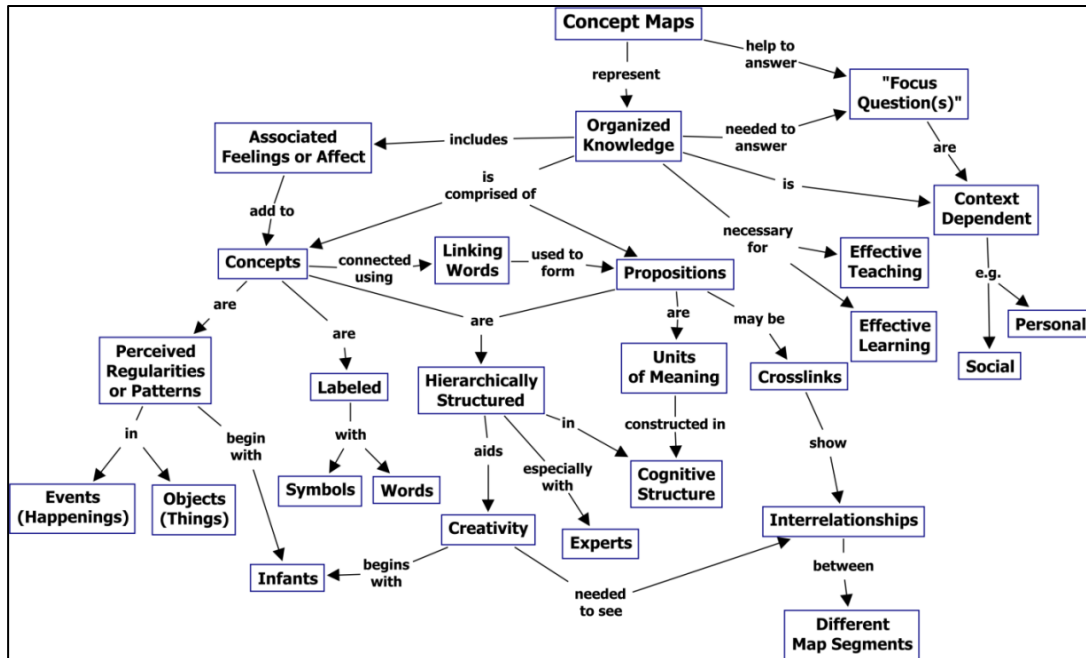 Concept Maps
help to
answer
represent
"Focus
Question(s)"
Associated
Feelings or Affect
includes
Organized
Knowledge
needed to
answer
are
is
comprised of
is
Context
Dependent
add to
necessary
for
Concepts
connected
using
Linking
Words
used to
form
Propositions
Effective
Teaching
e.g.
are
are
are
are
may be
Effective
Learning
Personal
Social
Perceived
Regularities
or Patterns
Labeled
Hierarchically
Structured
Units
of Meaning
Crosslinks
in
begin
with
with
aids
in
especially
with
constructed in
show
Events
(Happenings)
Objects
(Things)
Symbols
Words
Cognitive
Structure
Creativity
Experts
Interrelationships
Infants
begins
with
needed
to see
between
Different
Map Segments